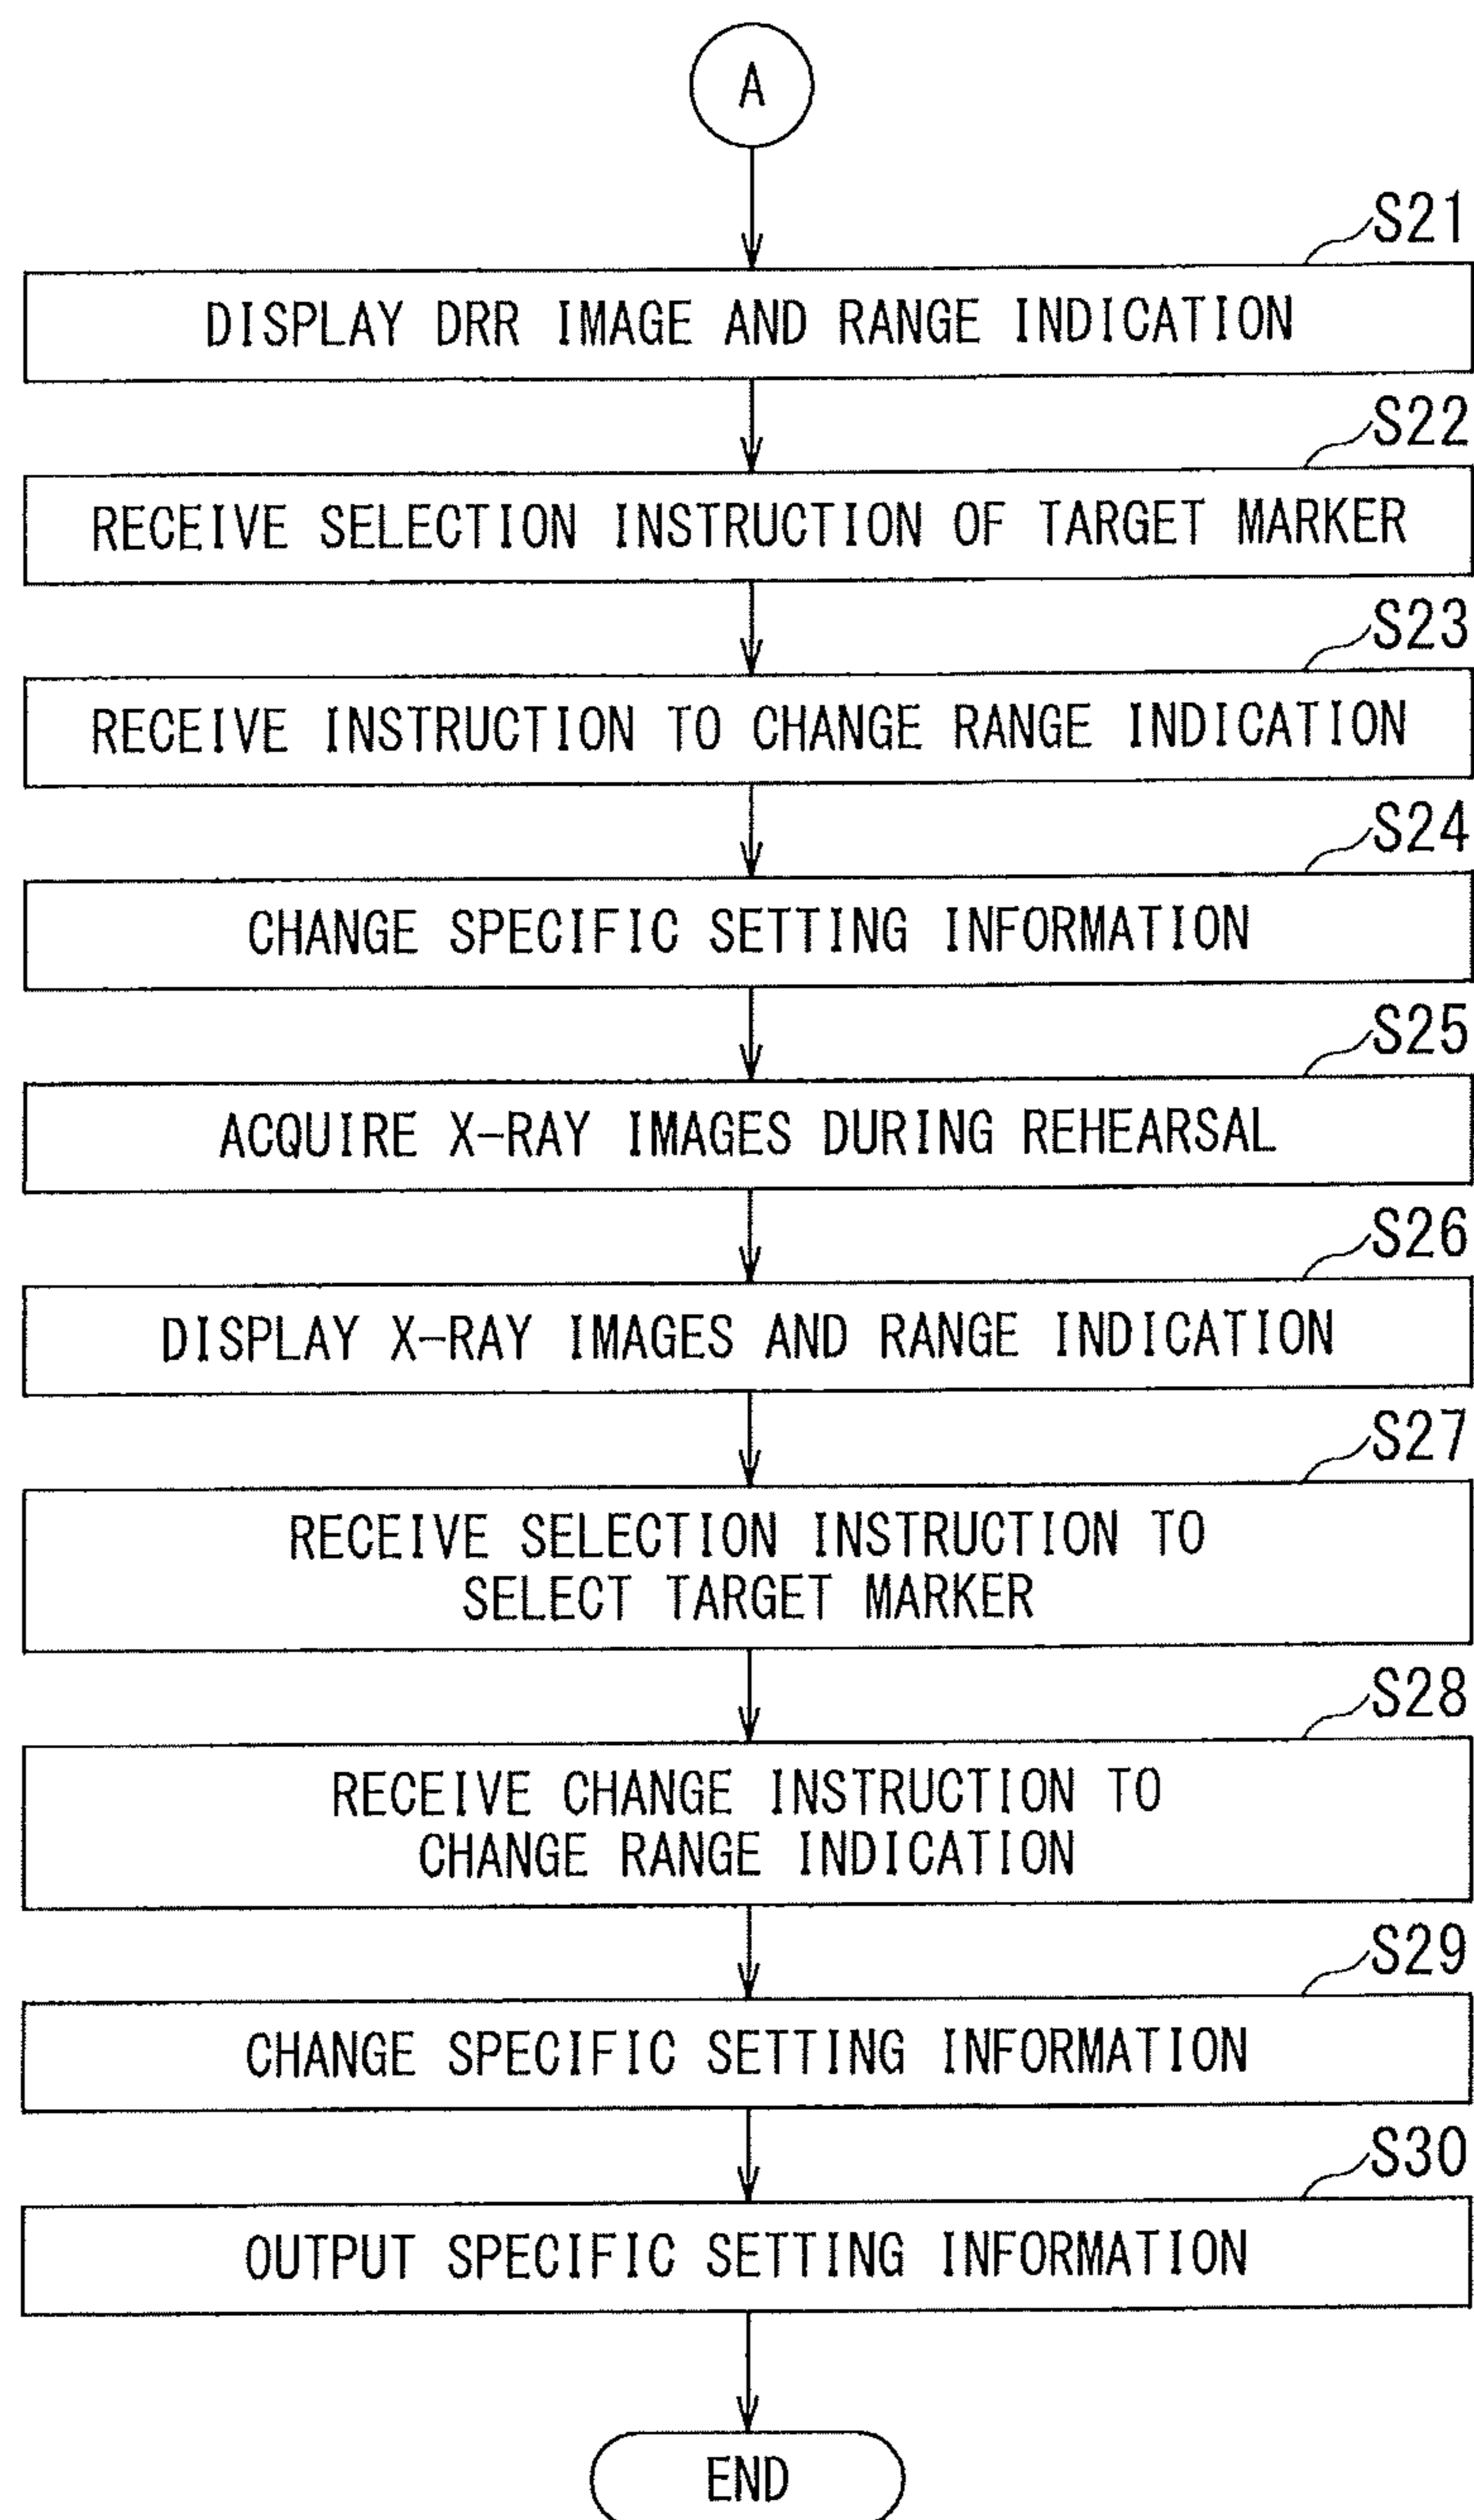 A
S21
DISPLAY DRR IMAGE AND RANGE INDICATION
S22
RECEIVE SELECTION INSTRUCTION OF TARGET MARKER
S23
RECEIVE INSTRUCTION TO CHANGE RANGE INDICATION
S24
CHANGE SPECIFIC SETTING INFORMATION
S25
ACQUIRE X-RAY IMAGES DURING REHEARSAL
S26
DISPLAY X-RAY IMAGES AND RANGE INDICATION
S27
RECEIVE SELECTION INSTRUCTION TO
SELECT TARGET MARKER
S28
RECEIVE CHANGE INSTRUCTION TO
CHANGE RANGE INDICATION
S29
CHANGE SPECIFIC SETTING INFORMATION
S30
OUTPUT SPECIFIC SETTING INFORMATION
END